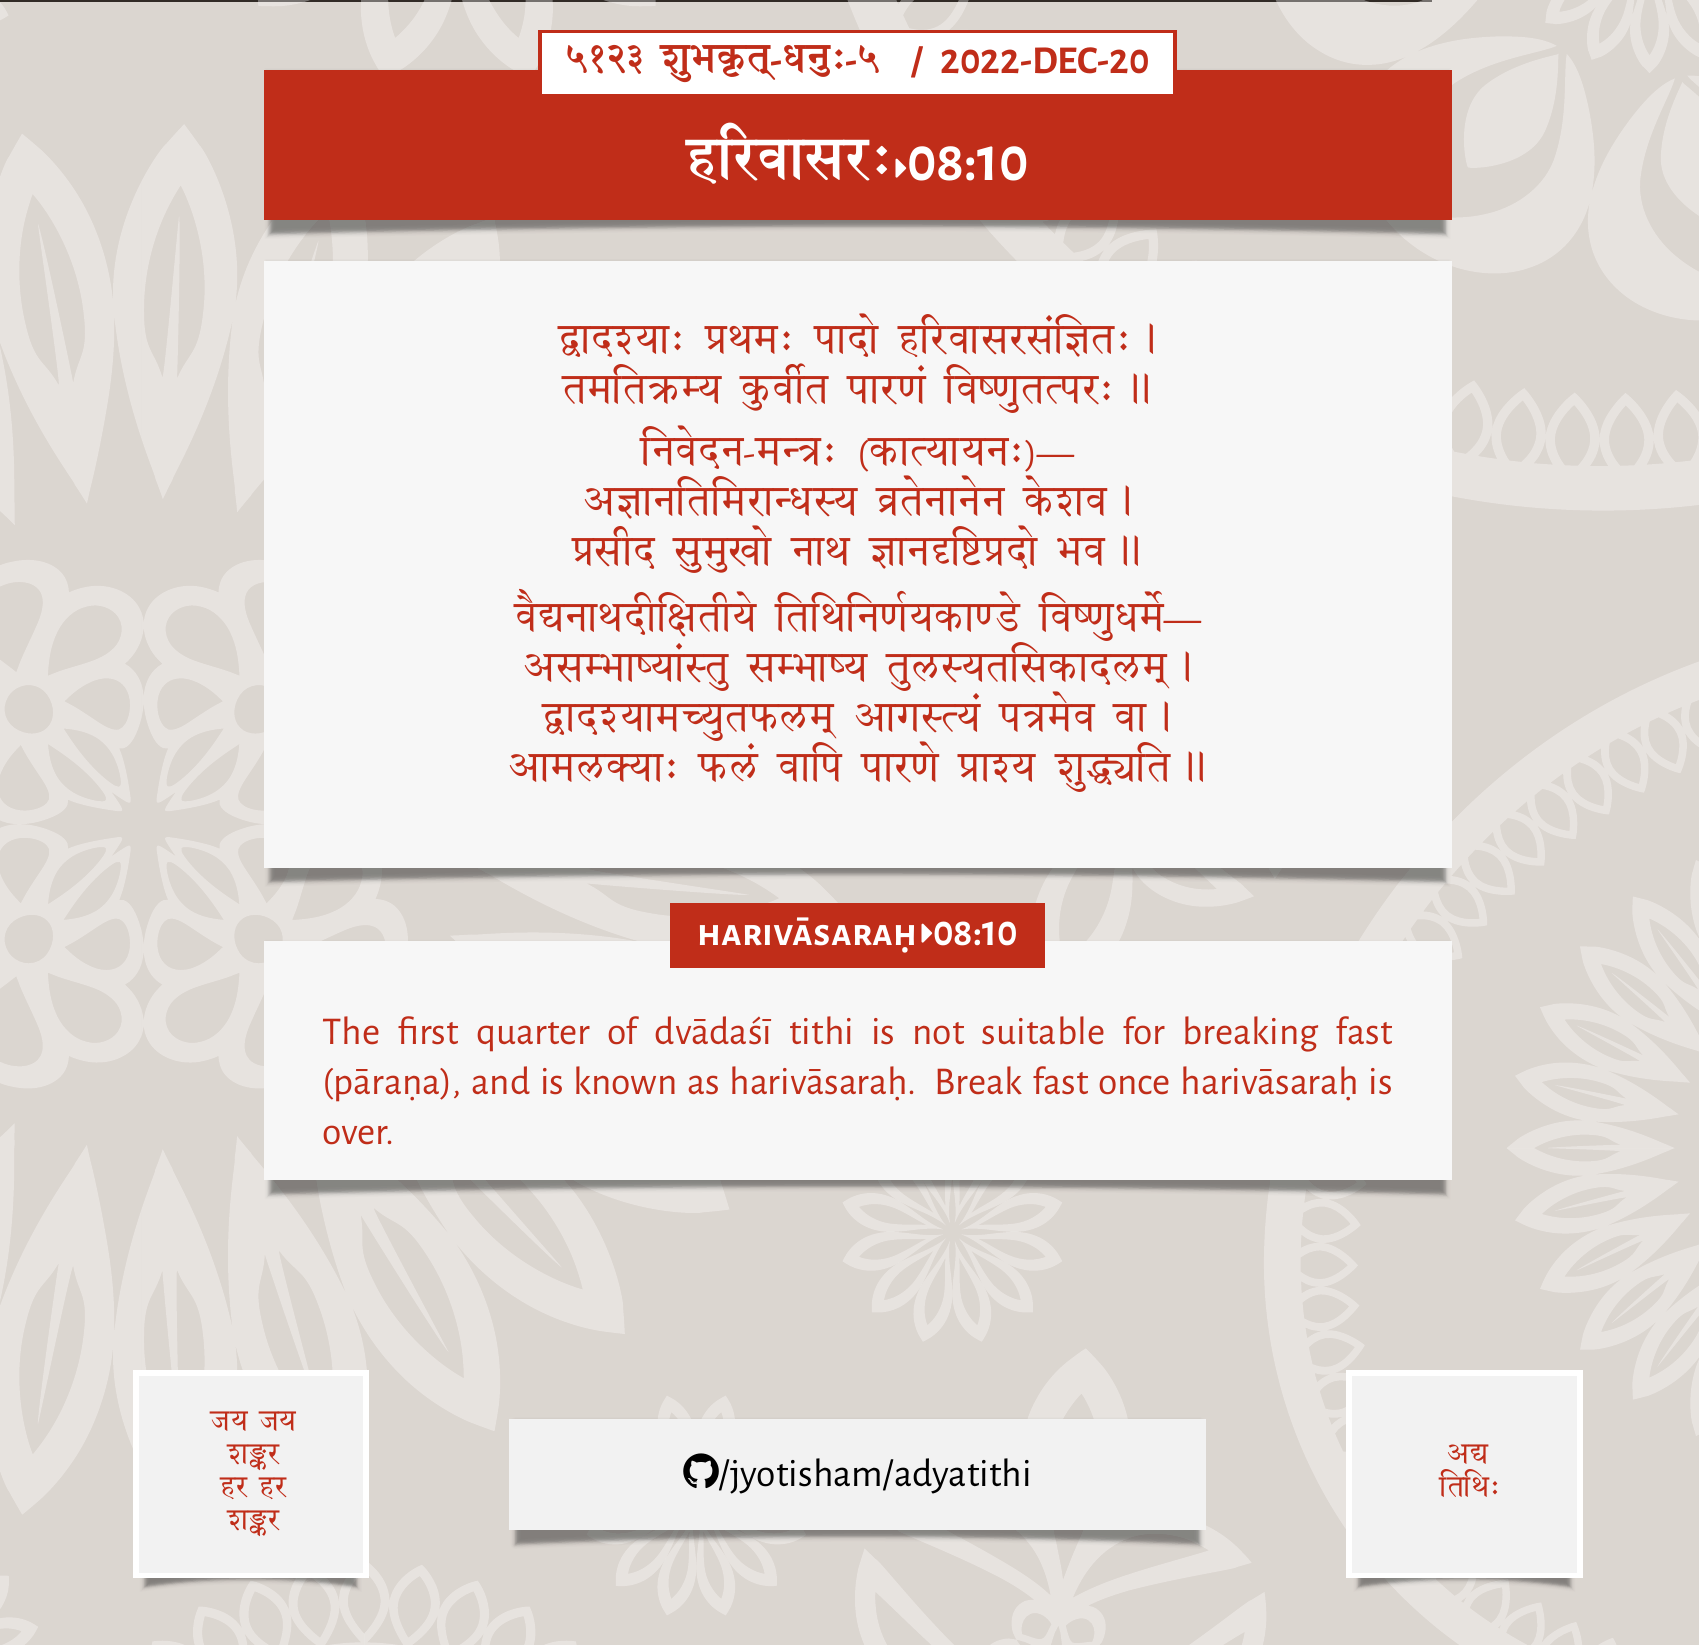 ५१२३ शुभकृत्-धनुः-५ / 2022-DEC-20
हरिवासरः▸08:10
द्वादश्याः प्रथमः पादो हरिवासरसंज्ञितः ।
तमतिक्रम्य कुर्वीत पारणं विष्णुतत्परः ॥
निवेदन-मन्त्रः (कात्यायनः)—
अज्ञानतिमिरान्धस्य व्रतेनानेन केशव ।
प्रसीद सुमुखो नाथ ज्ञानदृष्टिप्रदो भव ॥
वैद्यनाथदीक्षितीये तिथिनिर्णयकाण्डे विष्णुधर्मे—
असम्भाष्यांस्तु सम्भाष्य तुलस्यतसिकादलम् ।
द्वादश्यामच्युतफलम् आगस्त्यं पत्रमेव वा ।
आमलक्याः फलं वापि पारणे प्राश्य शुद्ध्यति ॥
HARIVĀSARAḤ▸08:10
The first quarter of dvādaśī tithi is not suitable for breaking fast
(pāraṇa), and is known as harivāsaraḥ. Break fast once harivāsaraḥ is
over.
जय जय
शङ्कर
हर हर
शङ्कर
/jyotisham/adyatithi
अद्य
तिथिः